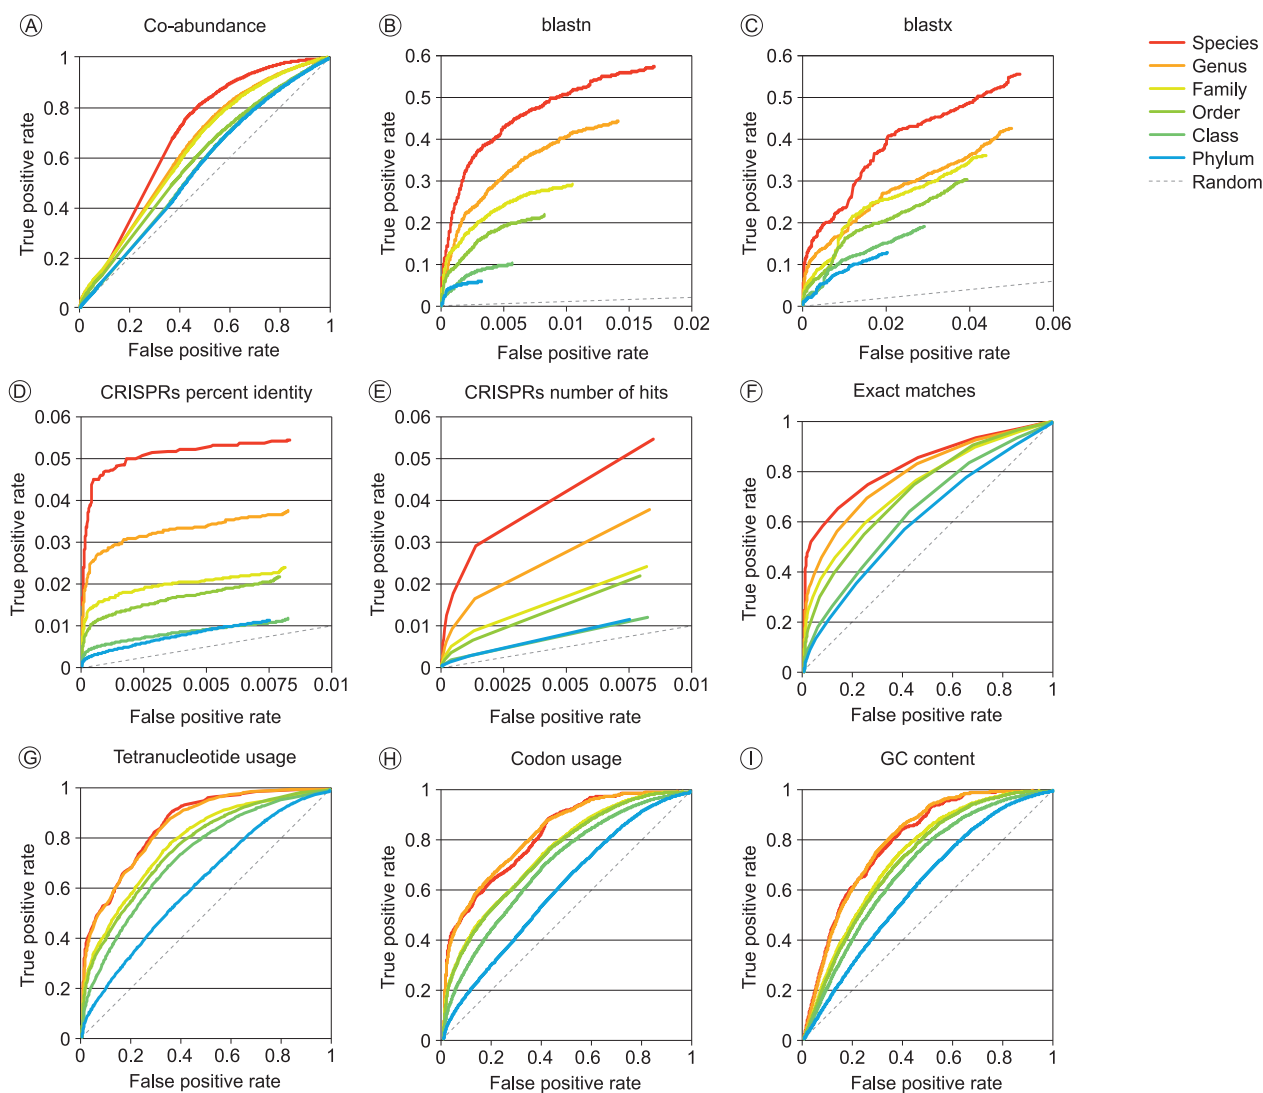 A Co-abundance
1
0.8
0.6
0.4
0.2
0
0 0.2 0.4 0.6 0.8 1
True positive rate
False positive rate
B blastn
0.6
0.5
0.4
0.3
0.2
0.1
0
0 0.005 0.01 0.015 0.02
True positive rate
False positive rate
C blastx
0.6
0.5
0.4
0.3
0.2
0.1
0
0 0.02 0.04 0.06
True positive rate
False positive rate
Species
Genus
Family
Order
Class
Phylum
Random
D CRISPRs percent identity
0.06
0.05
0.04
0.03
0.02
0.01
0
0 0.0025 0.005 0.0075 0.01
True positive rate
False positive rate
E CRISPRs number of hits
0.06
0.05
0.04
0.03
0.02
0.01
0
0 0.0025 0.005 0.0075 0.01
True positive rate
False positive rate
F Exact matches
1
0.8
0.6
0.4
0.2
0
0 0.2 0.4 0.6 0.8 1
True positive rate
False positive rate
G Tetranucleotide usage
1
0.8
0.6
0.4
0.2
0
0 0.2 0.4 0.6 0.8 1
True positive rate
False positive rate
H Codon usage
1
0.8
0.6
0.4
0.2
0
0 0.2 0.4 0.6 0.8 1
True positive rate
False positive rate
I GC content
1
0.8
0.6
0.4
0.2
0
0 0.2 0.4 0.6 0.8 1
True positive rate
False positive rate